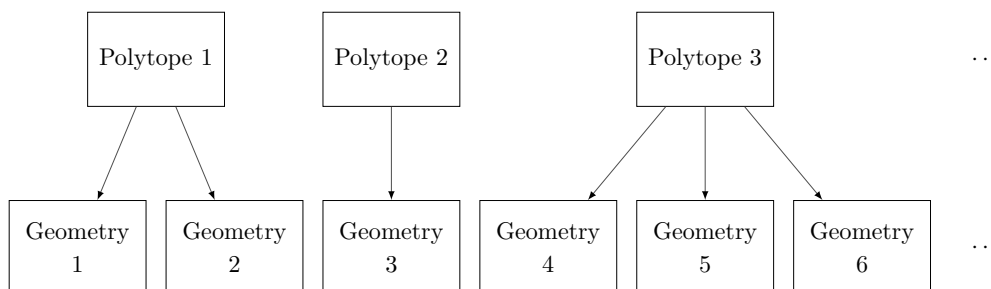 Polytope 1
Polytope 2
Polytope 3
..
Geometry
1
Geometry
2
Geometry
3
Geometry
4
Geometry
5
Geometry
6
..